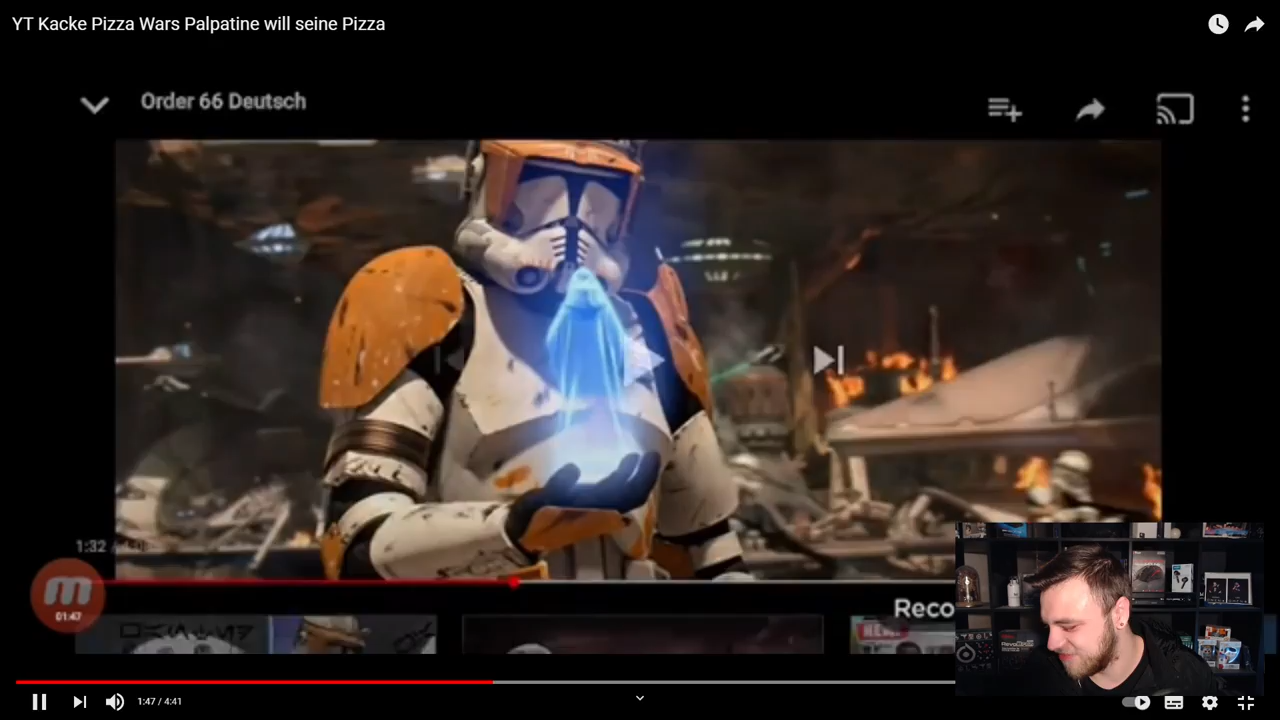 YT Kacke Pizza Wars Palpatine will seine Pizza
Order 66 Deutsch
1:32
01:47
Reco
1:47 / 4:41